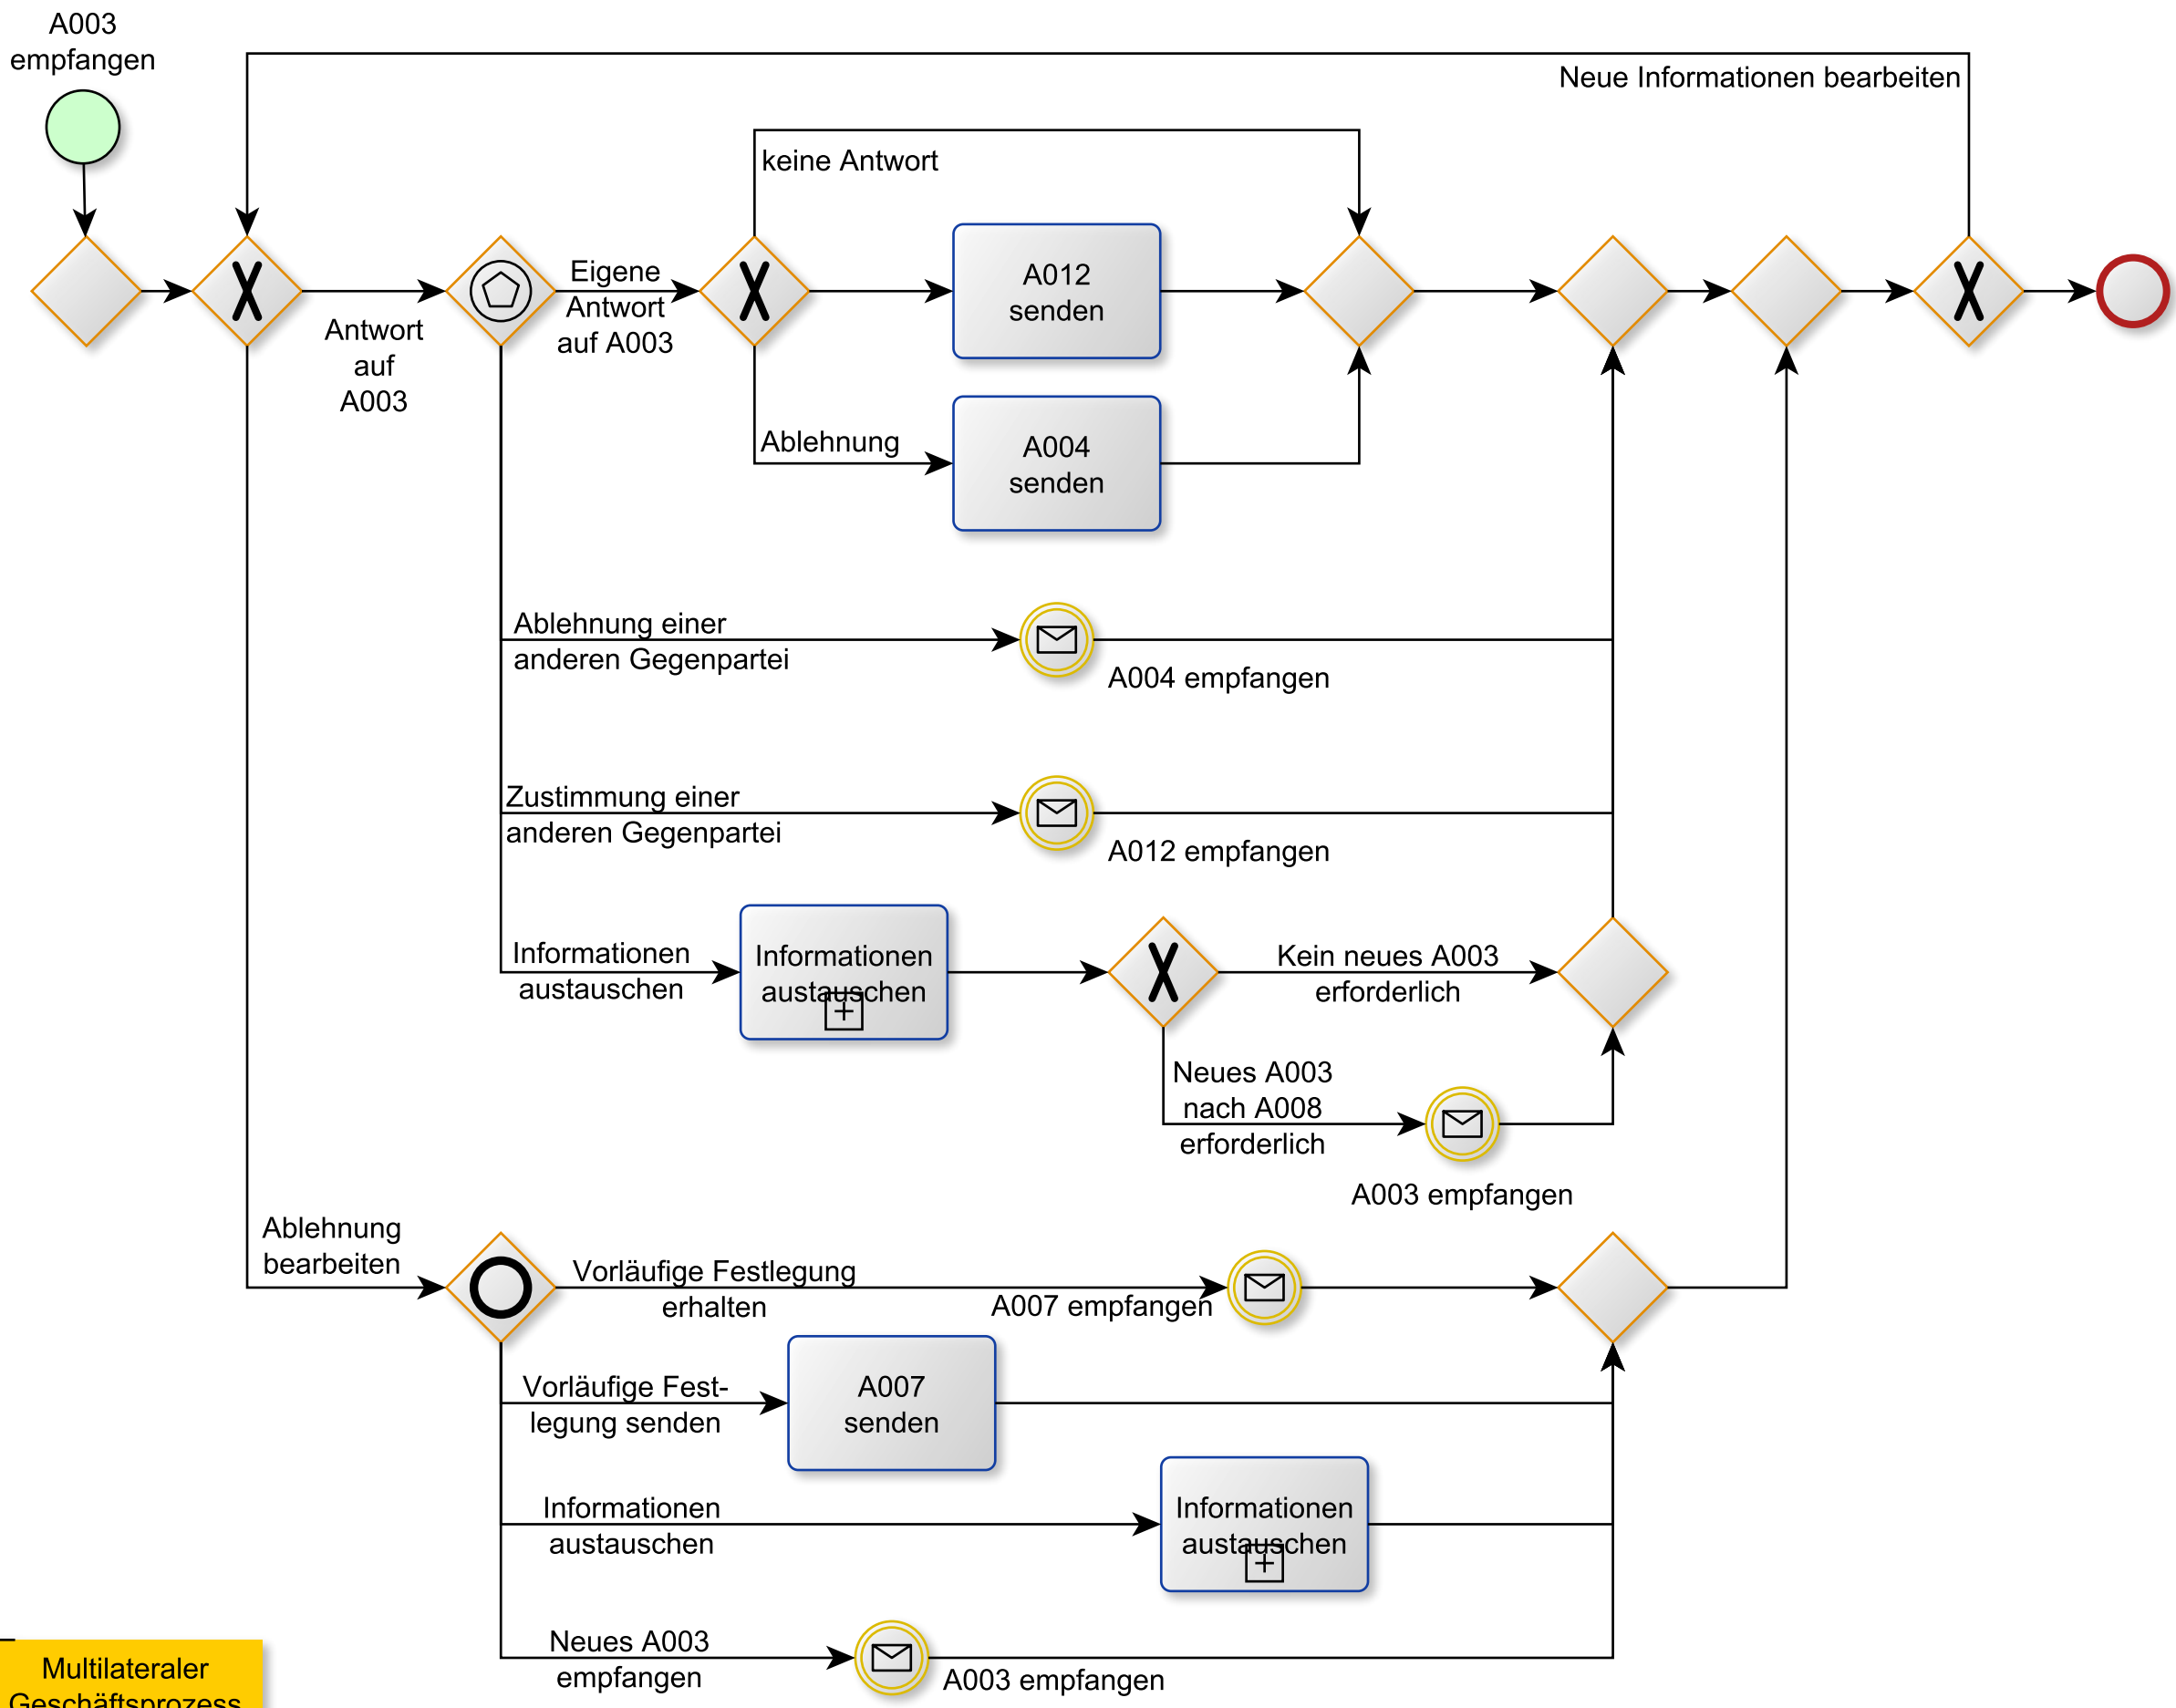 A003
empfangen
Neue Informationen bearbeiten
keine Antwort
Antwort
auf
A003
Eigene
Antwort
auf A003
A012
senden
Ablehnung
A004
senden
Ablehnung einer
anderen Gegenpartei
A004 empfangen
Zustimmung einer
anderen Gegenpartei
A012 empfangen
Informationen
austauschen
Informationen
austauschen
Kein neues A003
erforderlich
Neues A003
nach A008
erforderlich
A003 empfangen
Ablehnung
bearbeiten
Vorläufige Festlegung
erhalten
A007 empfangen
Vorläufige Fest-
legung senden
A007
senden
Informationen
austauschen
Informationen
austauschen
Neues A003
empfangen
A003 empfangen
Multilateraler
Geschäftsprozess